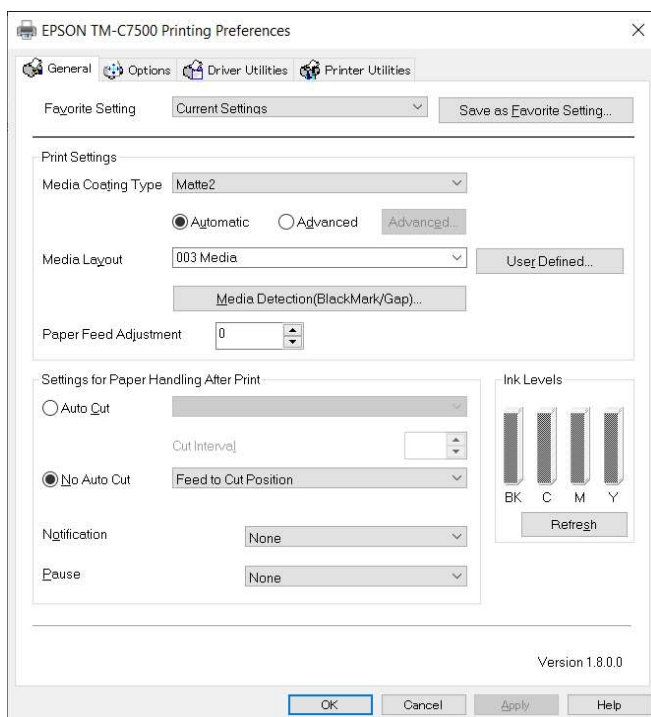 EPSON TM-C7500 Printing Preferences
General Options Driver Utilities Printer Utilities
Favorite Setting Current Settings Save as Favorite Setting...
Print Settings
Media Coating Type Matte2
Automatic Advanced Advanced...
Media Layout 003 Media User Defined...
Media Detection(BlackMark/Gap)...
Paper Feed Adjustment 0
Settings for Paper Handling After Print
Auto Cut
Cut Interval
No Auto Cut Feed to Cut Position
Notification None
Pause None
Ink Levels
BK C M Y
Refresh
Version 1.8.0.0
OK Cancel Apply Help